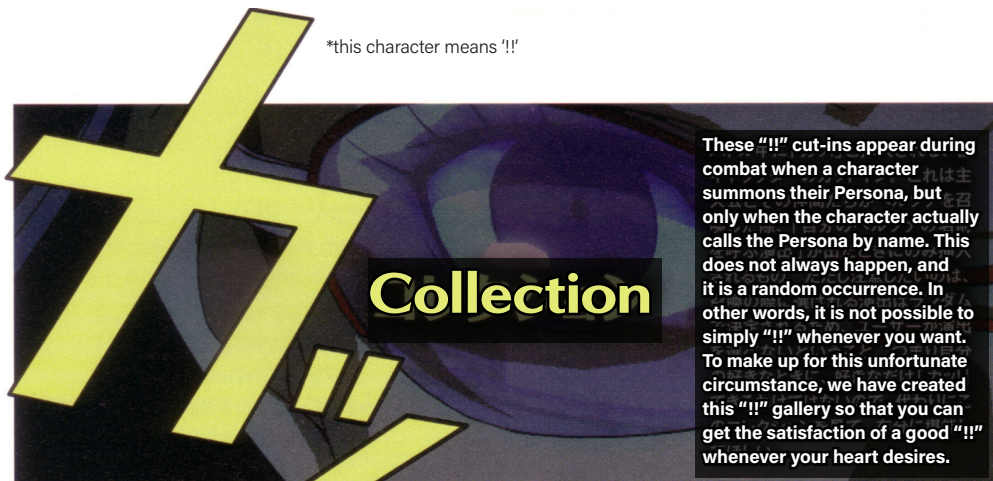 *this character means ‘!!’
カッ
Collection
These “!!” cut-ins appear during
combat when a character
summons their Persona, but
only when the character actually
calls the Persona by name. This
does not always happen, and
it is a random occurrence. In
other words, it is not possible to
simply “!!” whenever you want.
To make up for this unfortunate
circumstance, we have created
this “!!” gallery so that you can
get the satisfaction of a good “!!”
whenever your heart desires.